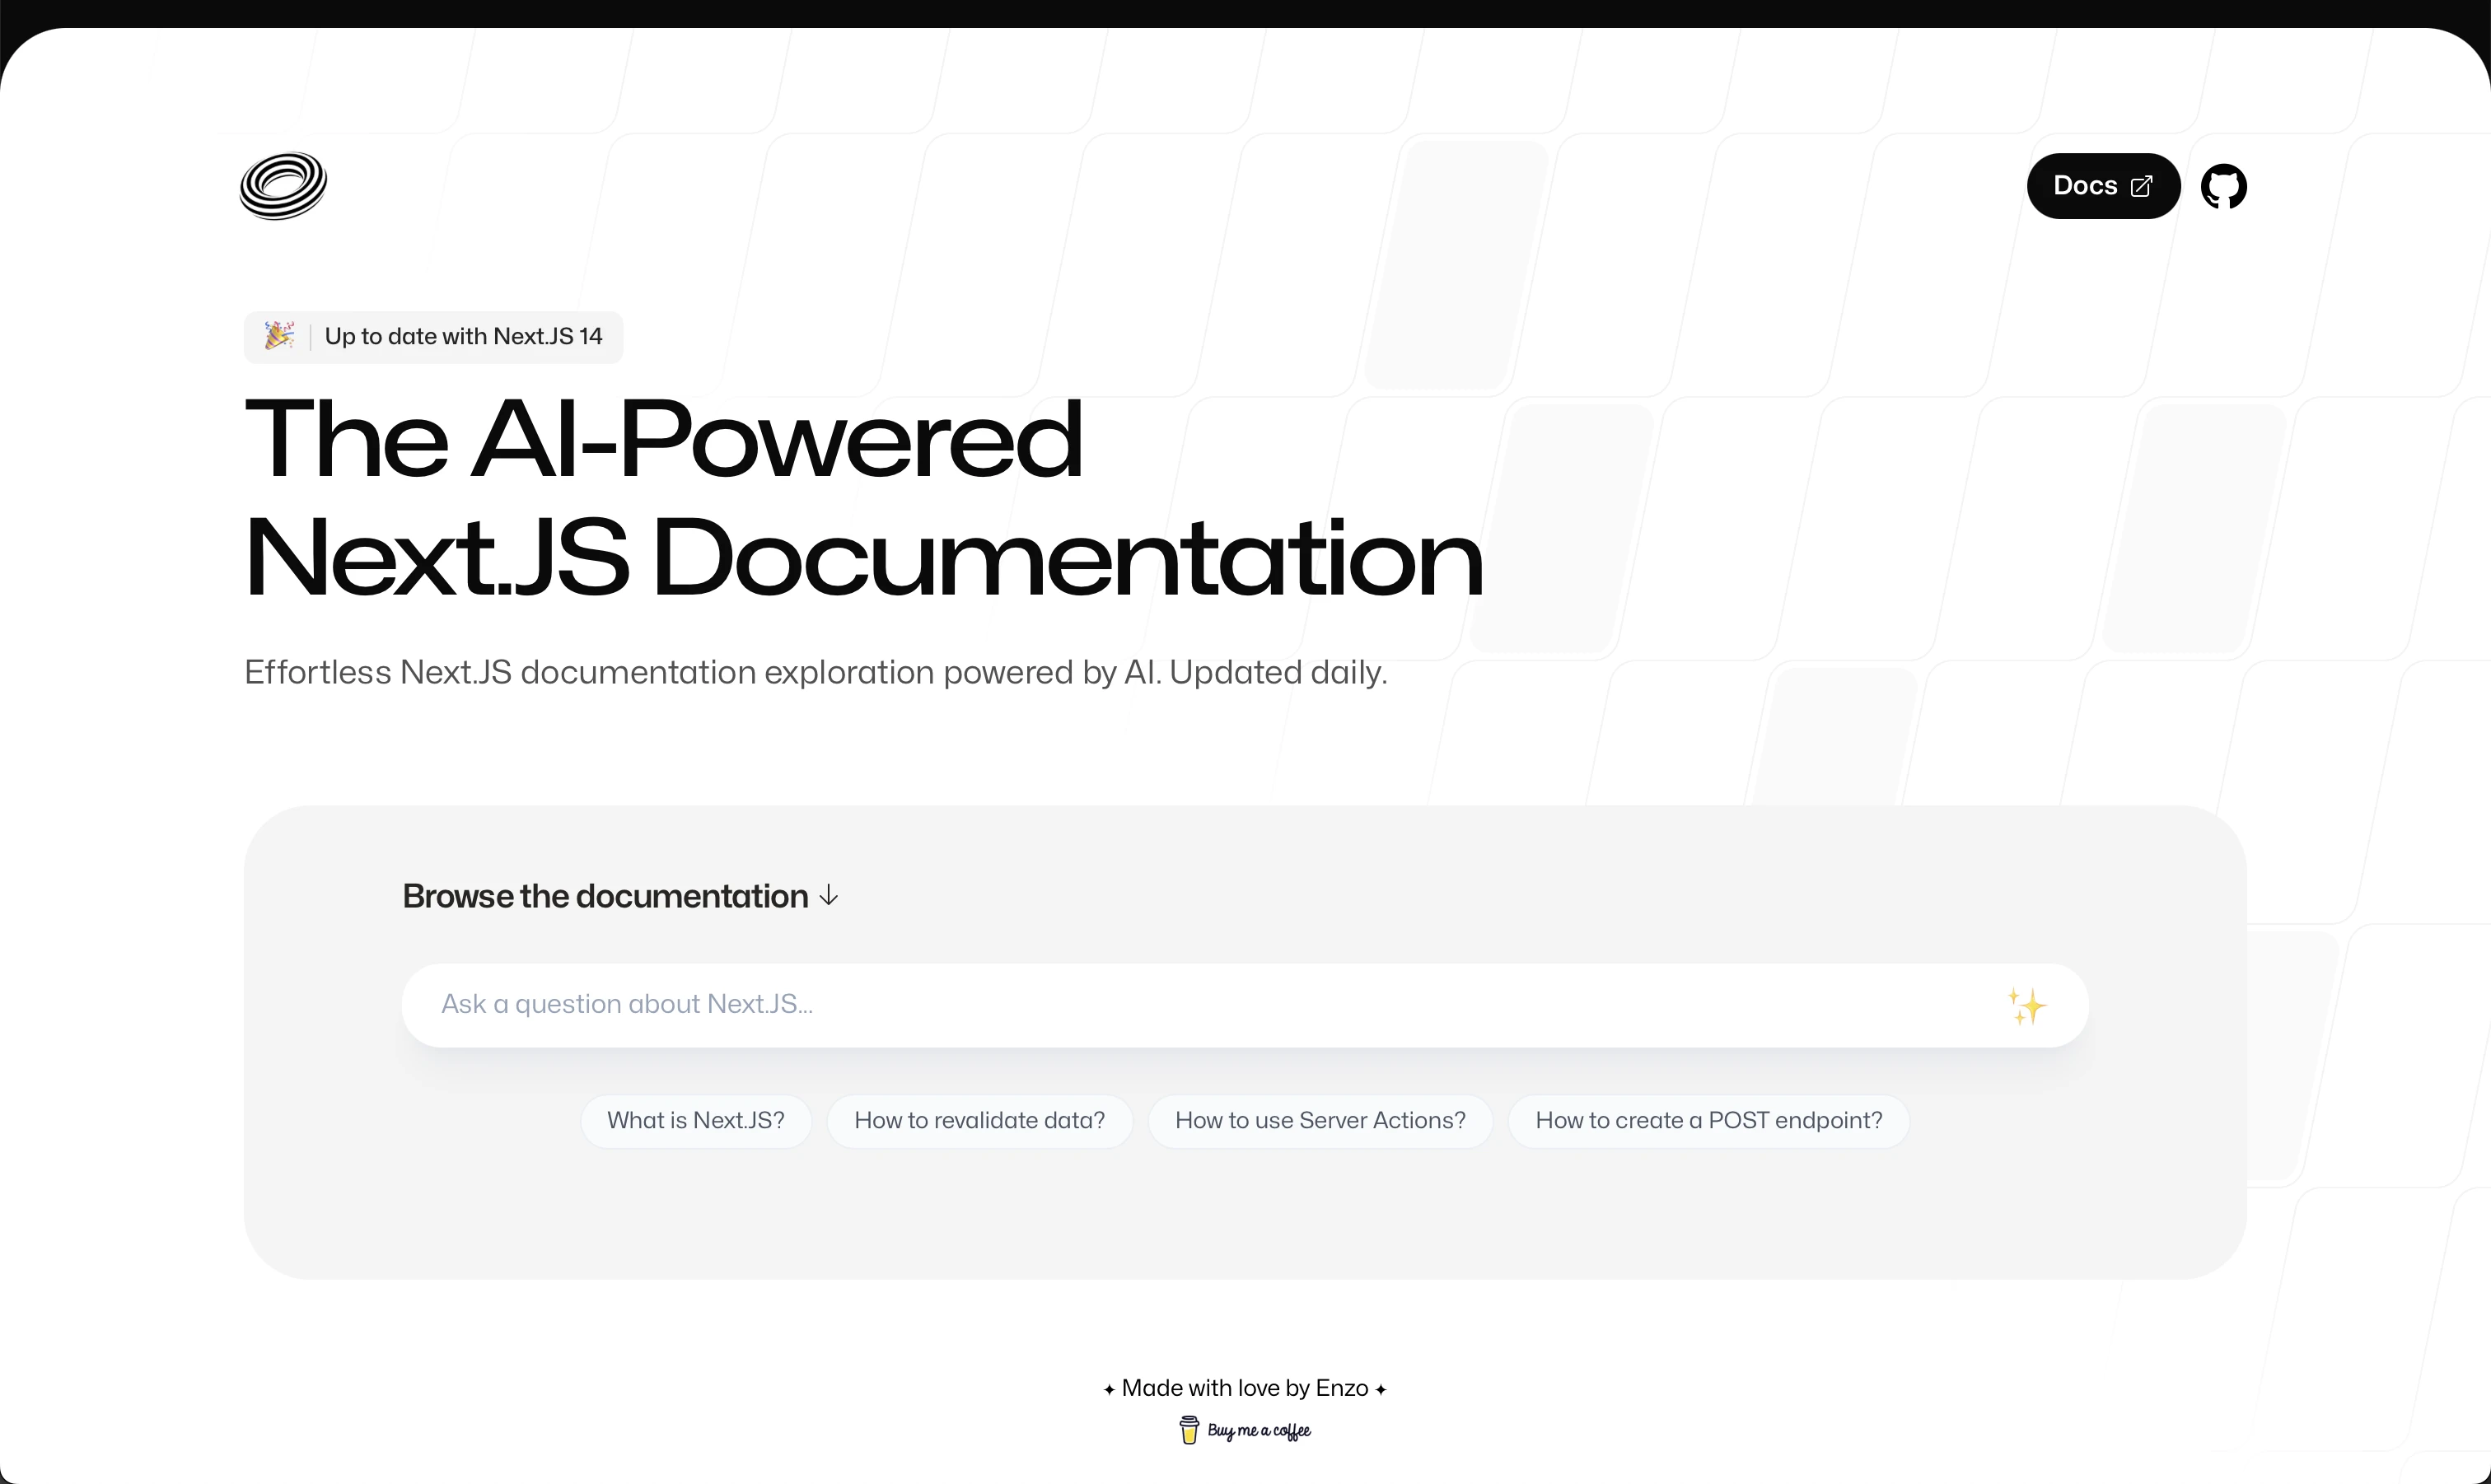 Docs
Up to date with Next.JS 14
The AI-Powered
Next.JS Documentation
Effortless Next.JS documentation exploration powered by AI. Updated daily.
Browse the documentation ↓
Ask a question about Next.JS...
What is Next.JS?
How to revalidate data?
How to use Server Actions?
How to create a POST endpoint?
✦ Made with love by Enzo ✦
Buy me a coffee